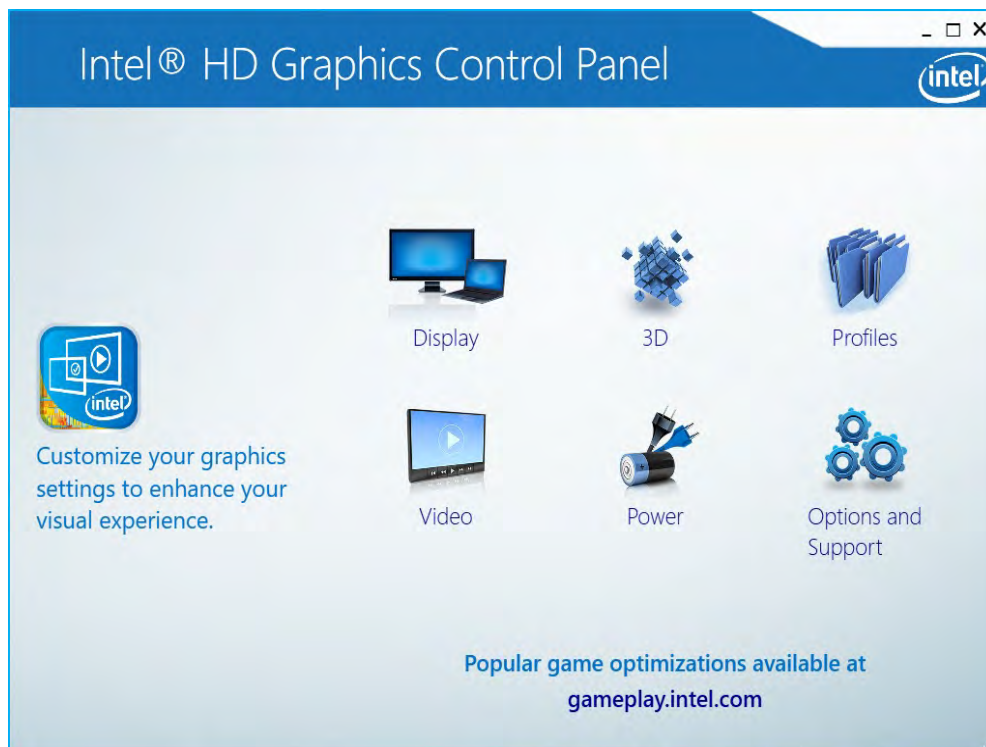 Intel® HD Graphics Control Panel
intel
Display
3D
Profiles
intel
Customize your graphics
settings to enhance your
visual experience.
Video
Power
Options and
Support
Popular game optimizations available at
gameplay.intel.com